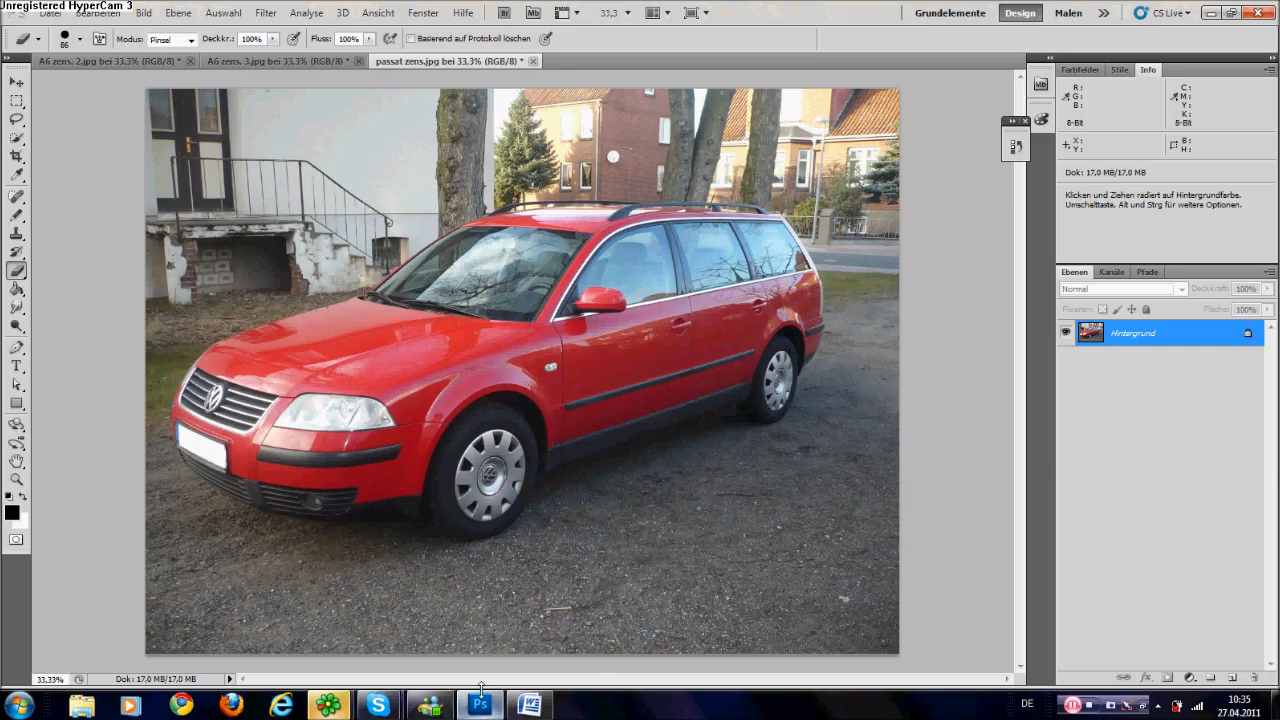 Unregistered HyperCam 3
Datei Bearbeiten Bild Ebene Auswahl Filter Analyse 3D Ansicht Fenster Hilfe Br Mb 33,3 Grundelemente Design Malen CS Live
86 Modus: Pinsel Deckkr.: 100% Fluss: 100% Basierend auf Protokoll löschen
A6 zens. 2.jpg bei 33,3% (RGB/8) * A6 zens. 3.jpg bei 33,3% (RGB/8) * passat zens.jpg bei 33,3% (RGB/8) *
Farbfelder Stile Info
Mb
R: C:
G: M:
B: Y:
K:
8-Bit 8-Bit
X: B:
Y: H:
Dok: 17,0 MB/17,0 MB
Klicken und Ziehen radiert auf Hintergrundfarbe.
Umschalttaste. Alt und Strg für weitere Optionen.
Ebenen Kanäle Pfade
Normal Deckkraft: 100%
Fixieren: Fläche: 100%
Hintergrund
33,33% Dok: 17,0 MB/17,0 MB
Ps
DE
10:35
27.04.2011